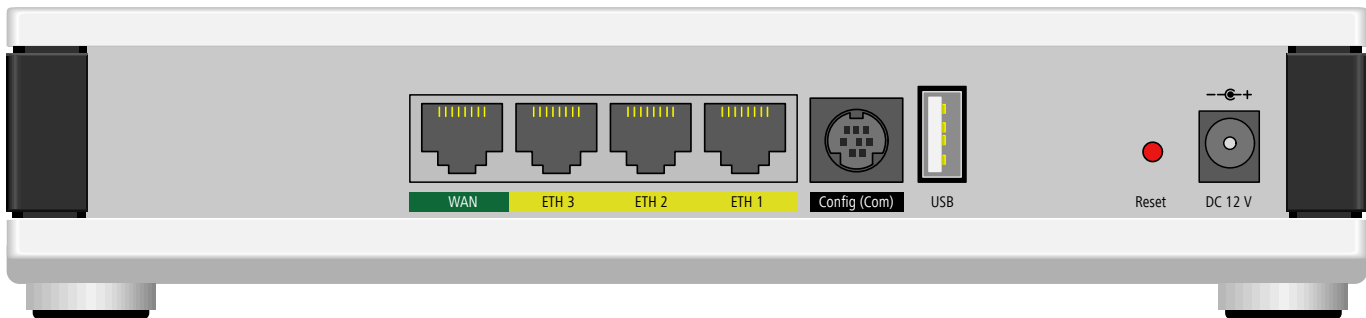 WAN
ETH 3
ETH 2
ETH 1
Config (Com)
USB
Reset
DC 12 V